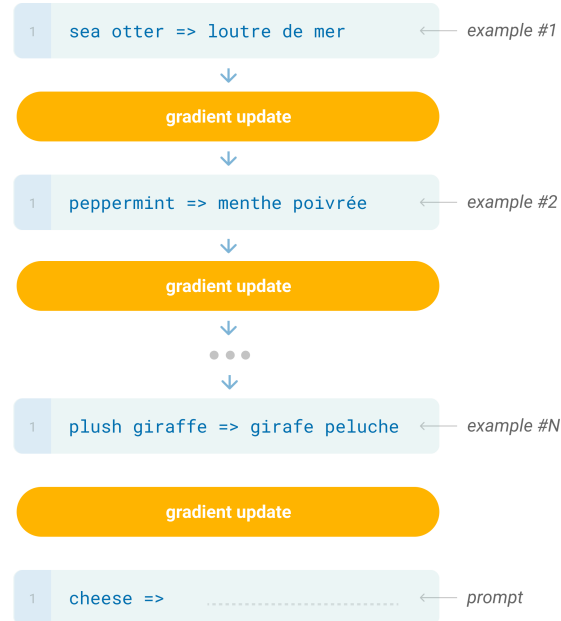 1 sea otter => loutre de mer example #1
gradient update
1 peppermint => menthe poivrée example #2
gradient update
1 plush giraffe => girafe peluche example #N
gradient update
1 cheese => prompt